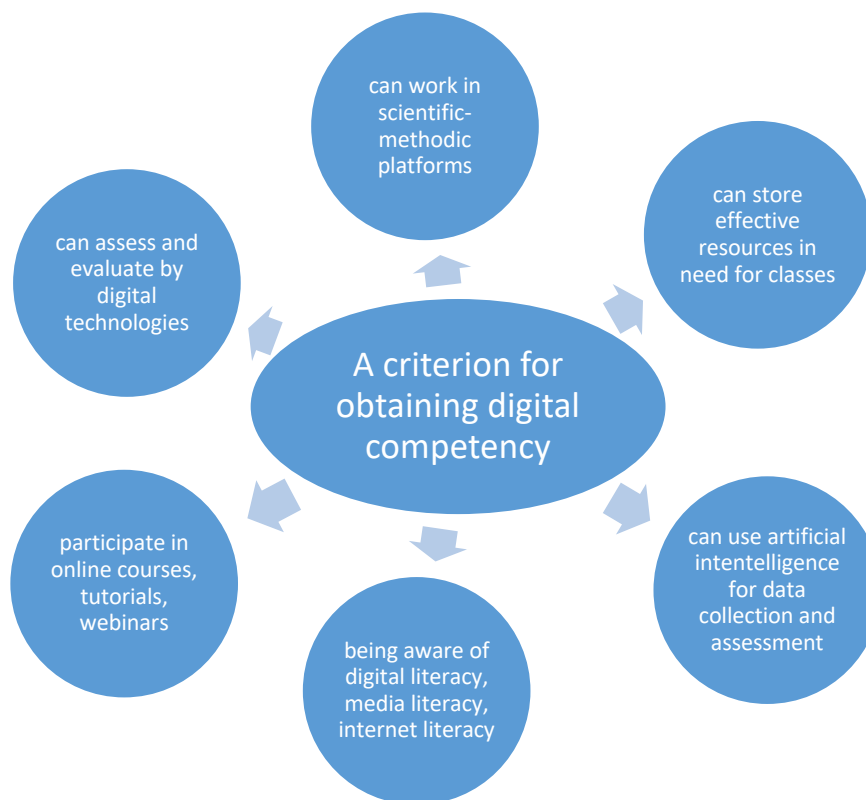 can work in
scientific-
methodic
platforms
can store
effective
resources in
need for classes
can assess and
evaluate by
digital
technologies
A criterion for
obtaining digital
competency
participate in
online courses,
tutorials,
webinars
can use artificial
intentelligence
for data
collection and
assessment
being aware of
digital literacy,
media literacy,
internet literacy